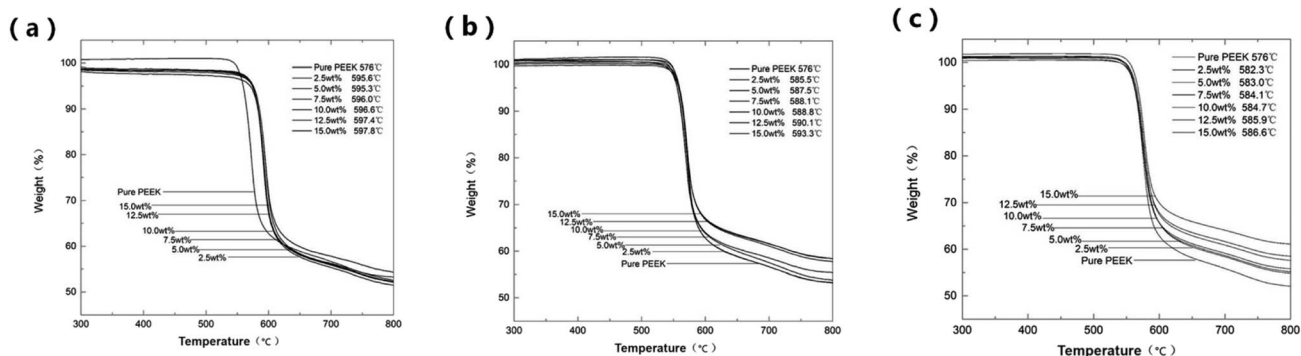 (a)
Pure PEEK 576℃
2.5wt% 595.6℃
5.0wt% 595.3℃
7.5wt% 596.0℃
10.0wt% 596.6℃
12.5wt% 597.4℃
15.0wt% 597.8℃
100
90
80
70
60
50
Weight (%)
Pure PEEK
15.0wt%
12.5wt%
10.0wt%
7.5wt%
5.0wt%
2.5wt%
300 400 500 600 700 800
Temperature (℃)
(b)
Pure PEEK 576℃
2.5wt% 585.5℃
5.0wt% 587.5℃
7.5wt% 588.1℃
10.0wt% 588.8℃
12.5wt% 590.1℃
15.0wt% 593.3℃
100
90
80
70
60
50
Weight (%)
15.0wt%
12.5wt%
10.0wt%
7.5wt%
5.0wt%
2.5wt%
Pure PEEK
300 400 500 600 700 800
Temperature (℃)
(c)
Pure PEEK 576℃
2.5wt% 582.3℃
5.0wt% 583.0℃
7.5wt% 584.1℃
10.0wt% 584.7℃
12.5wt% 585.9℃
15.0wt% 586.6℃
100
90
80
70
60
50
Weight (%)
15.0wt%
12.5wt%
10.0wt%
7.5wt%
5.0wt%
2.5wt%
Pure PEEK
300 400 500 600 700 800
Temperature (℃)